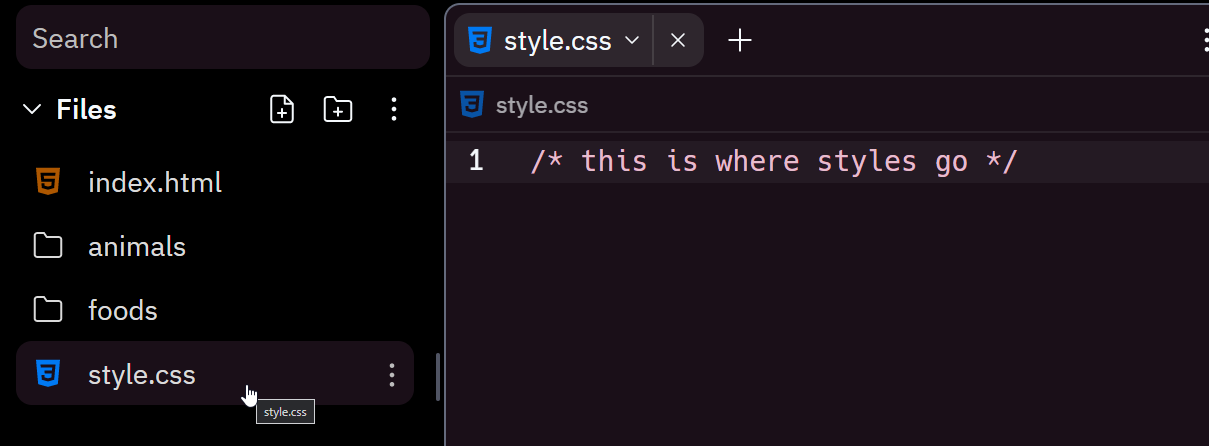 Search
Files
index.html
animals
foods
style.css
style.css
style.css
style.css
1 /* this is where styles go */